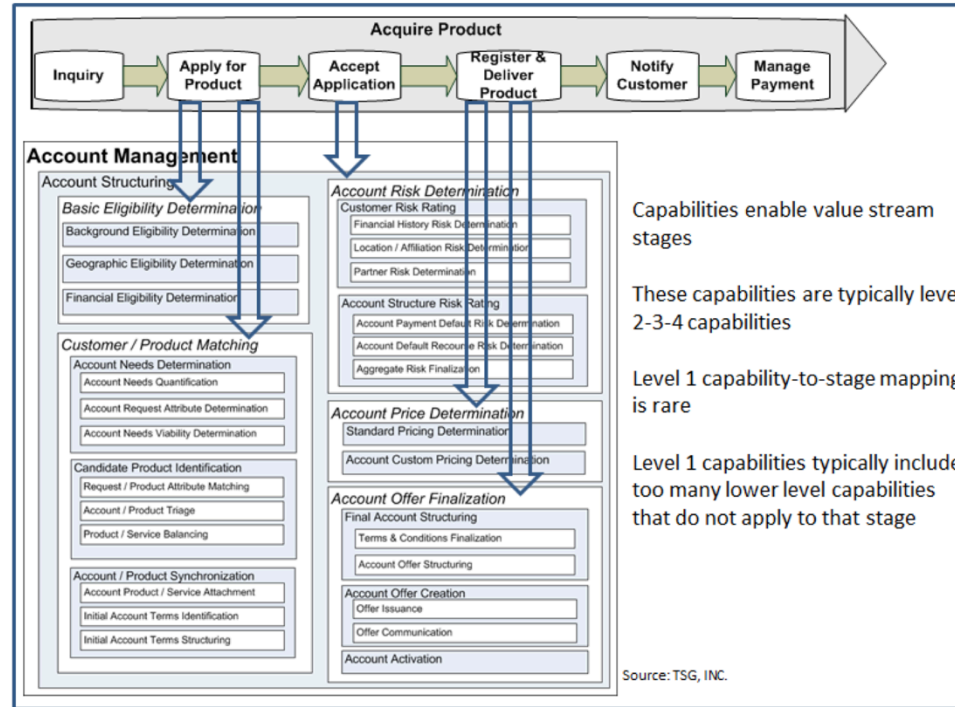 Acquire Product
Inquiry
Apply for
Product
Accept
Application
Register &
Deliver
Product
Notify
Customer
Manage
Payment
Account Management
Account Structuring
Basic Eligibility Determination
Background Eligibility Determination
Geographic Eligibility Determination
Financial Eligibility Determination
Customer / Product Matching
Account Needs Determination
Account Needs Quantification
Account Request Attribute Determination
Account Needs Viability Determination
Candidate Product Identification
Request / Product Attribute Matching
Account / Product Triage
Product / Service Balancing
Account / Product Synchronization
Account Product / Service Attachment
Initial Account Terms Identification
Initial Account Terms Structuring
Account Risk Determination
Customer Risk Rating
Financial History Risk Determination
Location / Affiliation Risk Determination
Partner Risk Determination
Account Structure Risk Rating
Account Payment Default Risk Determination
Account Default Recourse Risk Determination
Aggregate Risk Finalization
Account Price Determination
Standard Pricing Determination
Account Custom Pricing Determination
Account Offer Finalization
Final Account Structuring
Terms & Conditions Finalization
Account Offer Structuring
Account Offer Creation
Offer Issuance
Offer Communication
Account Activation
Capabilities enable value stream
stages
These capabilities are typically leve
2-3-4 capabilities
Level 1 capability-to-stage mapping
is rare
Level 1 capabilities typically include
too many lower level capabilities
that do not apply to that stage
Source: TSG, INC.